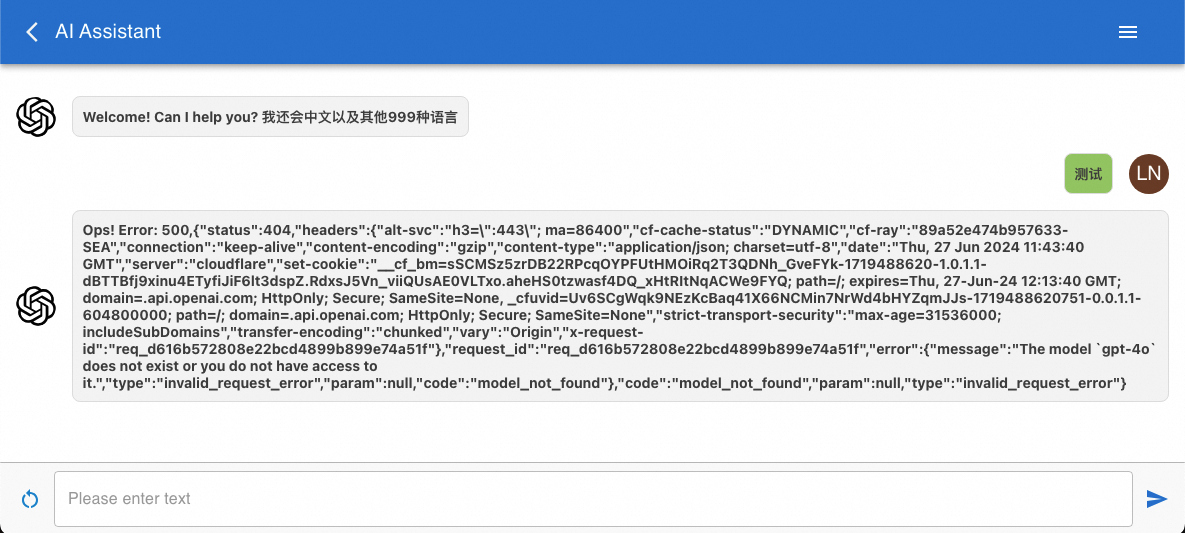 AI Assistant
Welcome! Can I help you? 我还会中文以及其他999种语言
测试
LN
Ops! Error: 500,{"status":404,"headers":{"alt-svc":"h3=\":443\"; ma=86400","cf-cache-status":"DYNAMIC","cf-ray":"89a52e474b957633-
SEA","connection":"keep-alive","content-encoding":"gzip","content-type":"application/json; charset=utf-8","date":"Thu, 27 Jun 2024 11:43:40
GMT","server":"cloudflare","set-cookie":"__cf_bm=sSCMSz5zrDB22RPcqOYPFUtHMOiRq2T3QDNh_GveFYk-1719488620-1.0.1.1-
dBTTBfj9xinu4ETyfiJiF6It3dspZ.RdxsJ5Vn_viiQUsAE0VLTxo.aheHS0tzwasf4DQ_xHtRItNqACWe9FYQ; path=/; expires=Thu, 27-Jun-24 12:13:40 GMT;
domain=.api.openai.com; HttpOnly; Secure; SameSite=None, _cfuvid=Uv6SCgWqk9NEzKcBaq41X66NCMin7NrWd4bHYZqmJJs-1719488620751-0.0.1.1-
604800000; path=/; domain=.api.openai.com; HttpOnly; Secure; SameSite=None","strict-transport-security":"max-age=31536000;
includeSubDomains","transfer-encoding":"chunked","vary":"Origin","x-request-
id":"req_d616b572808e22bcd4899b899e74a51f"},"request_id":"req_d616b572808e22bcd4899b899e74a51f","error":{"message":"The model `gpt-4o`
does not exist or you do not have access to
it.","type":"invalid_request_error","param":null,"code":"model_not_found"},"code":"model_not_found","param":null,"type":"invalid_request_error"}
Please enter text